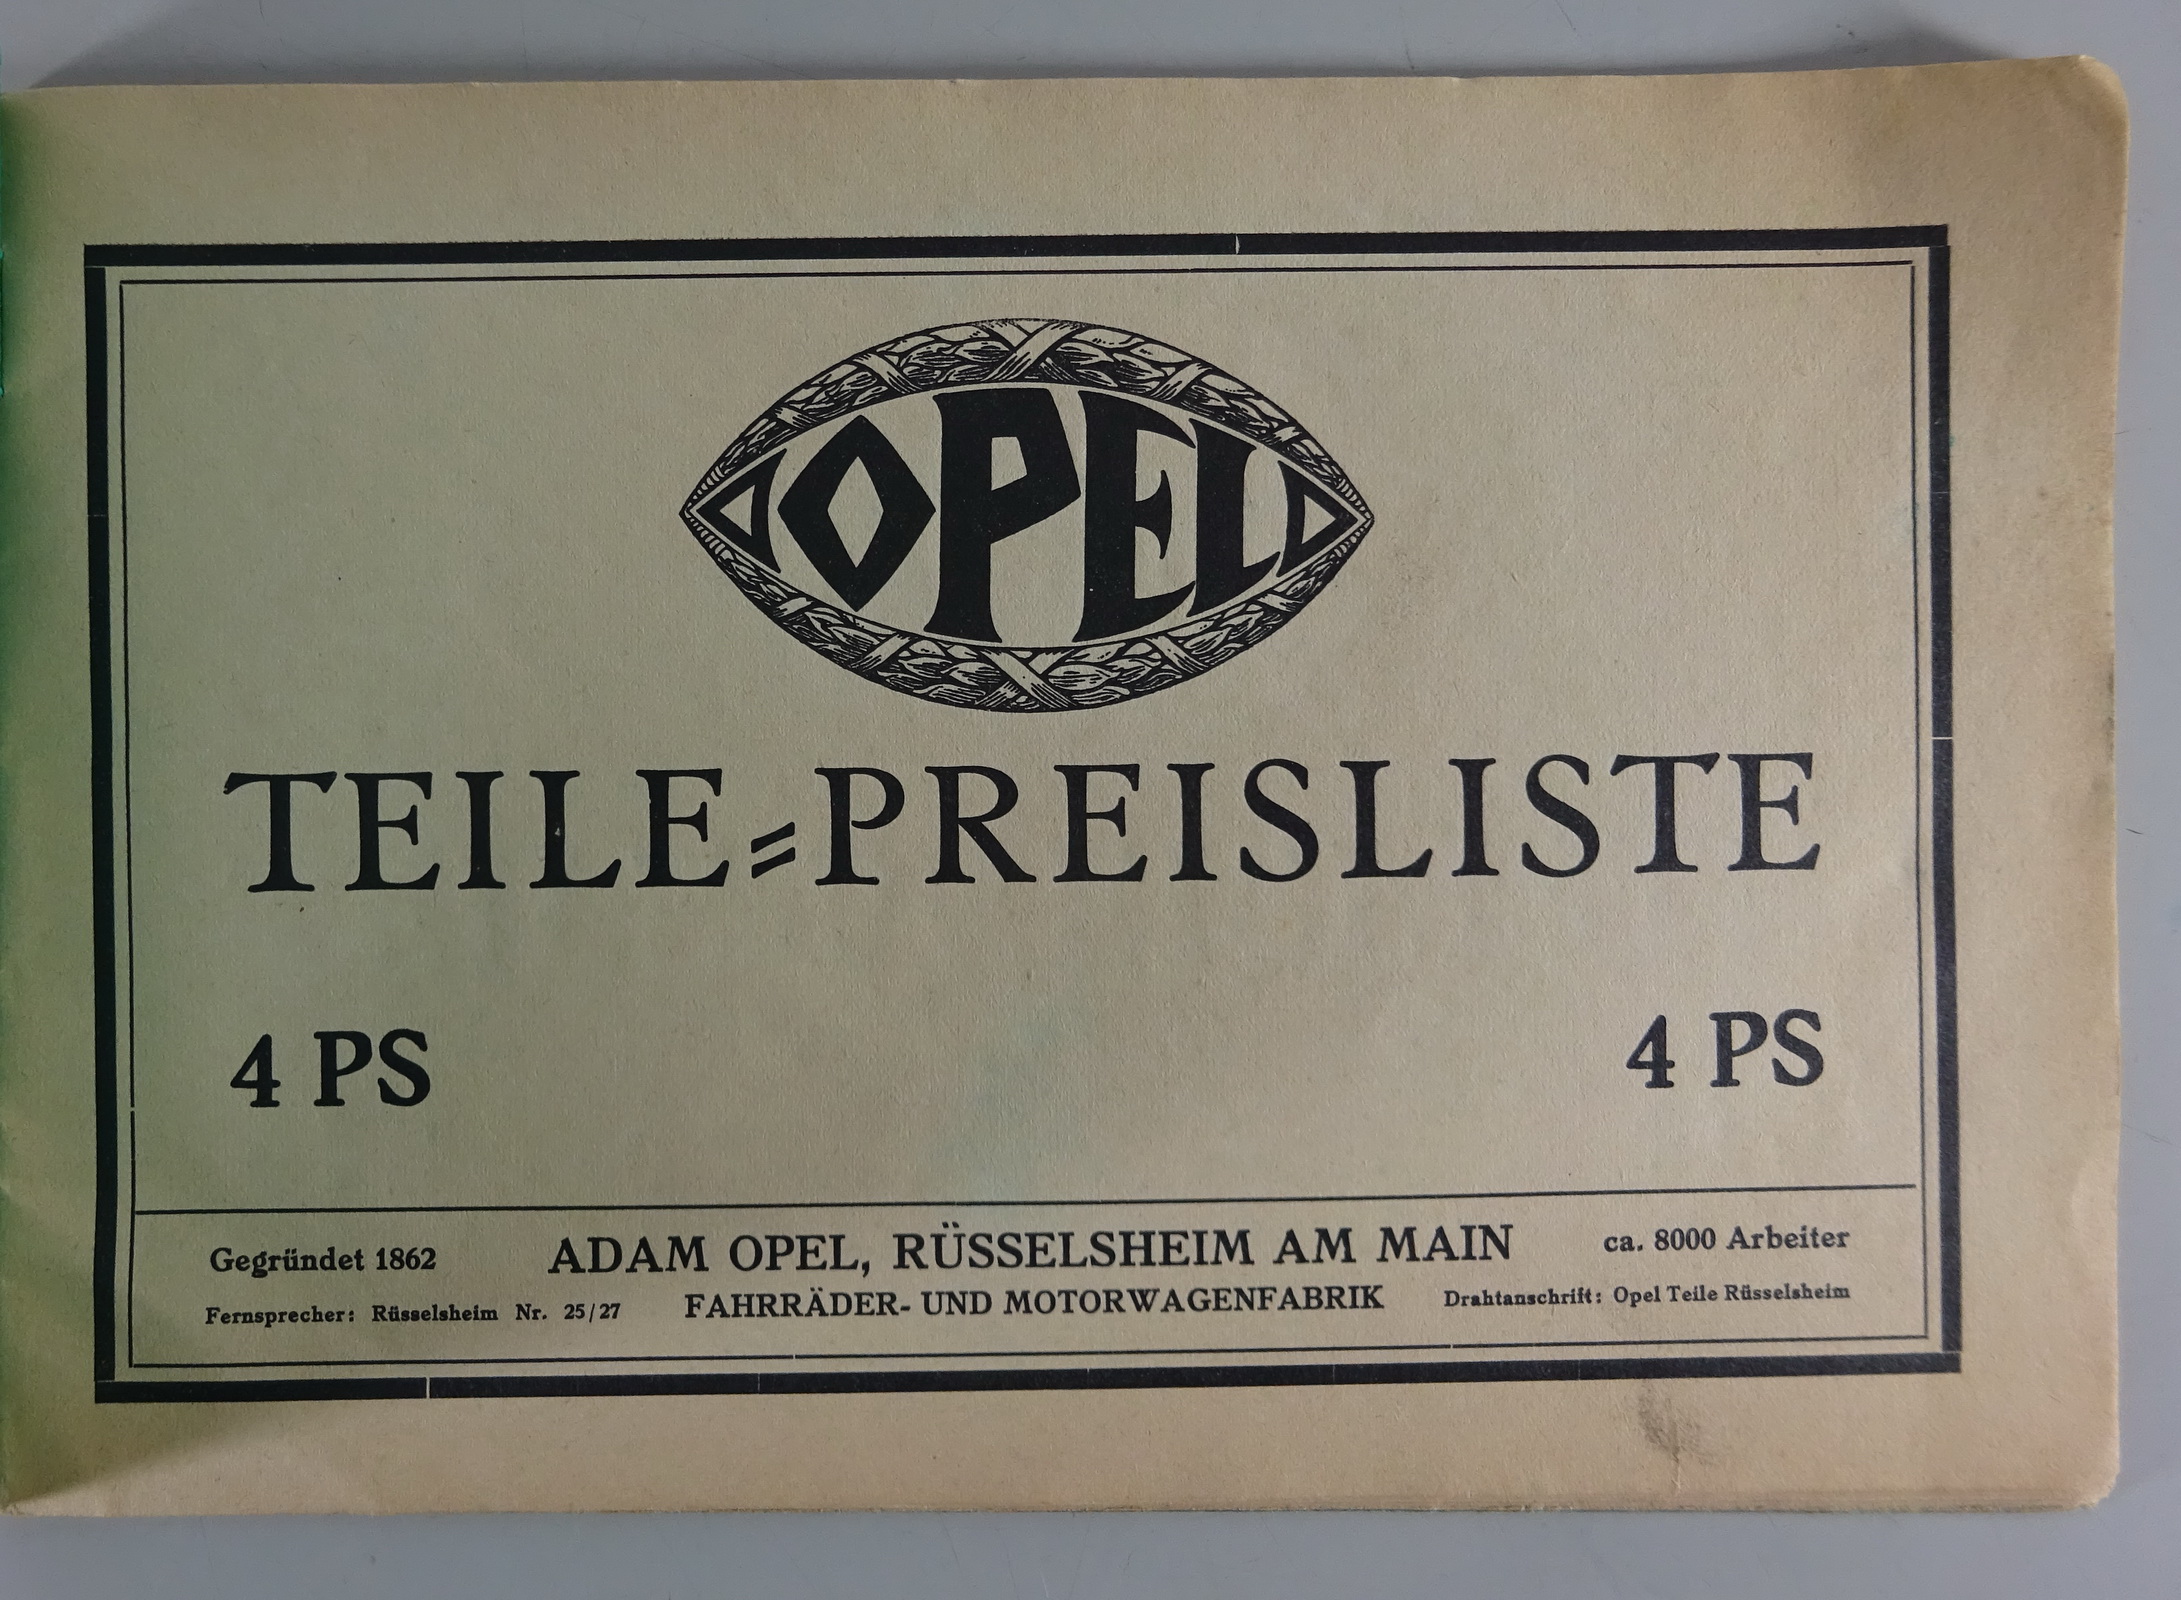 OPEL
TEILE=PREISLISTE
4 PS 4 PS
Gegründet 1862 ADAM OPEL, RÜSSELSHEIM AM MAIN ca. 8000 Arbeiter
Fernsprecher: Rüsselsheim Nr. 25/27 FAHRRÄDER- UND MOTORWAGENFABRIK Drahtanschrift: Opel Teile Rüsselsheim